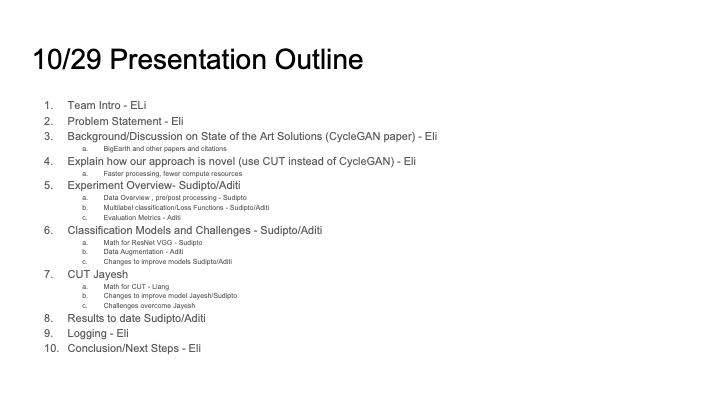 10/29 Presentation Outline
1. Team Intro - ELi
2. Problem Statement - Eli
3. Background/Discussion on State of the Art Solutions (CycleGAN paper) - Eli
a. BigEarth and other papers and citations
4. Explain how our approach is novel (use CUT instead of CycleGAN) - Eli
a. Faster processing, fewer compute resources
5. Experiment Overview- Sudipto/Aditi
a. Data Overview , pre/post processing - Sudipto
b. Multilabel classification/Loss Functions - Sudipto/Aditi
c. Evaluation Metrics - Aditi
6. Classification Models and Challenges - Sudipto/Aditi
a. Math for ResNet VGG - Sudipto
b. Data Augmentation - Aditi
c. Changes to improve models Sudipto/Aditi
7. CUT Jayesh
a. Math for CUT - Liang
b. Changes to improve model Jayesh/Sudipto
c. Challenges overcome Jayesh
8. Results to date Sudipto/Aditi
9. Logging - Eli
10. Conclusion/Next Steps - Eli